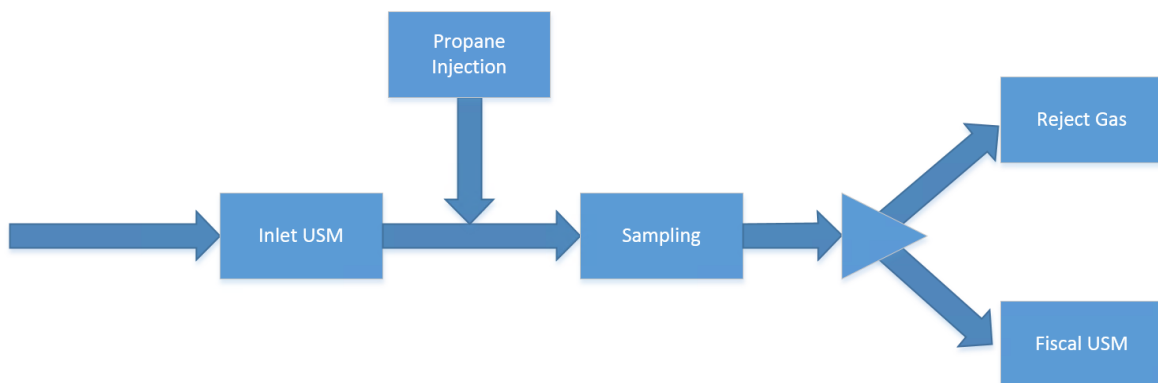 Propane
Injection
Reject Gas
Inlet USM
Sampling
Fiscal USM